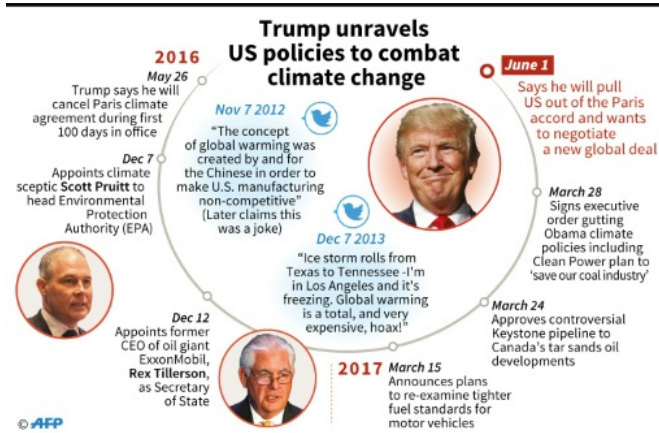 Trump unravels
US policies to combat
climate change
2016
May 26
Trump says he will
cancel Paris climate
agreement during first
100 days in office
Dec 7
Appoints climate
sceptic Scott Pruitt to
head Environmental
Protection
Authority (EPA)
Dec 12
Appoints former
CEO of oil giant
ExxonMobil,
Rex Tillerson,
as Secretary
of State
Nov 7 2012
“The concept
of global warming was
created by and for
the Chinese in order to
make U.S. manufacturing
non-competitive”
(Later claims this
was a joke)
Dec 7 2013
“Ice storm rolls from
Texas to Tennessee -I'm
in Los Angeles and it's
freezing. Global warming
is a total, and very
expensive, hoax!”
2017
March 15
Announces plans
to re-examine tighter
fuel standards for
motor vehicles
March 24
Approves controversial
Keystone pipeline to
Canada's tar sands oil
developments
March 28
Signs executive
order gutting
Obama climate
policies including
Clean Power plan to
‘save our coal industry’
June 1
Says he will pull
US out of the Paris
accord and wants
to negotiate
a new global deal
© AFP